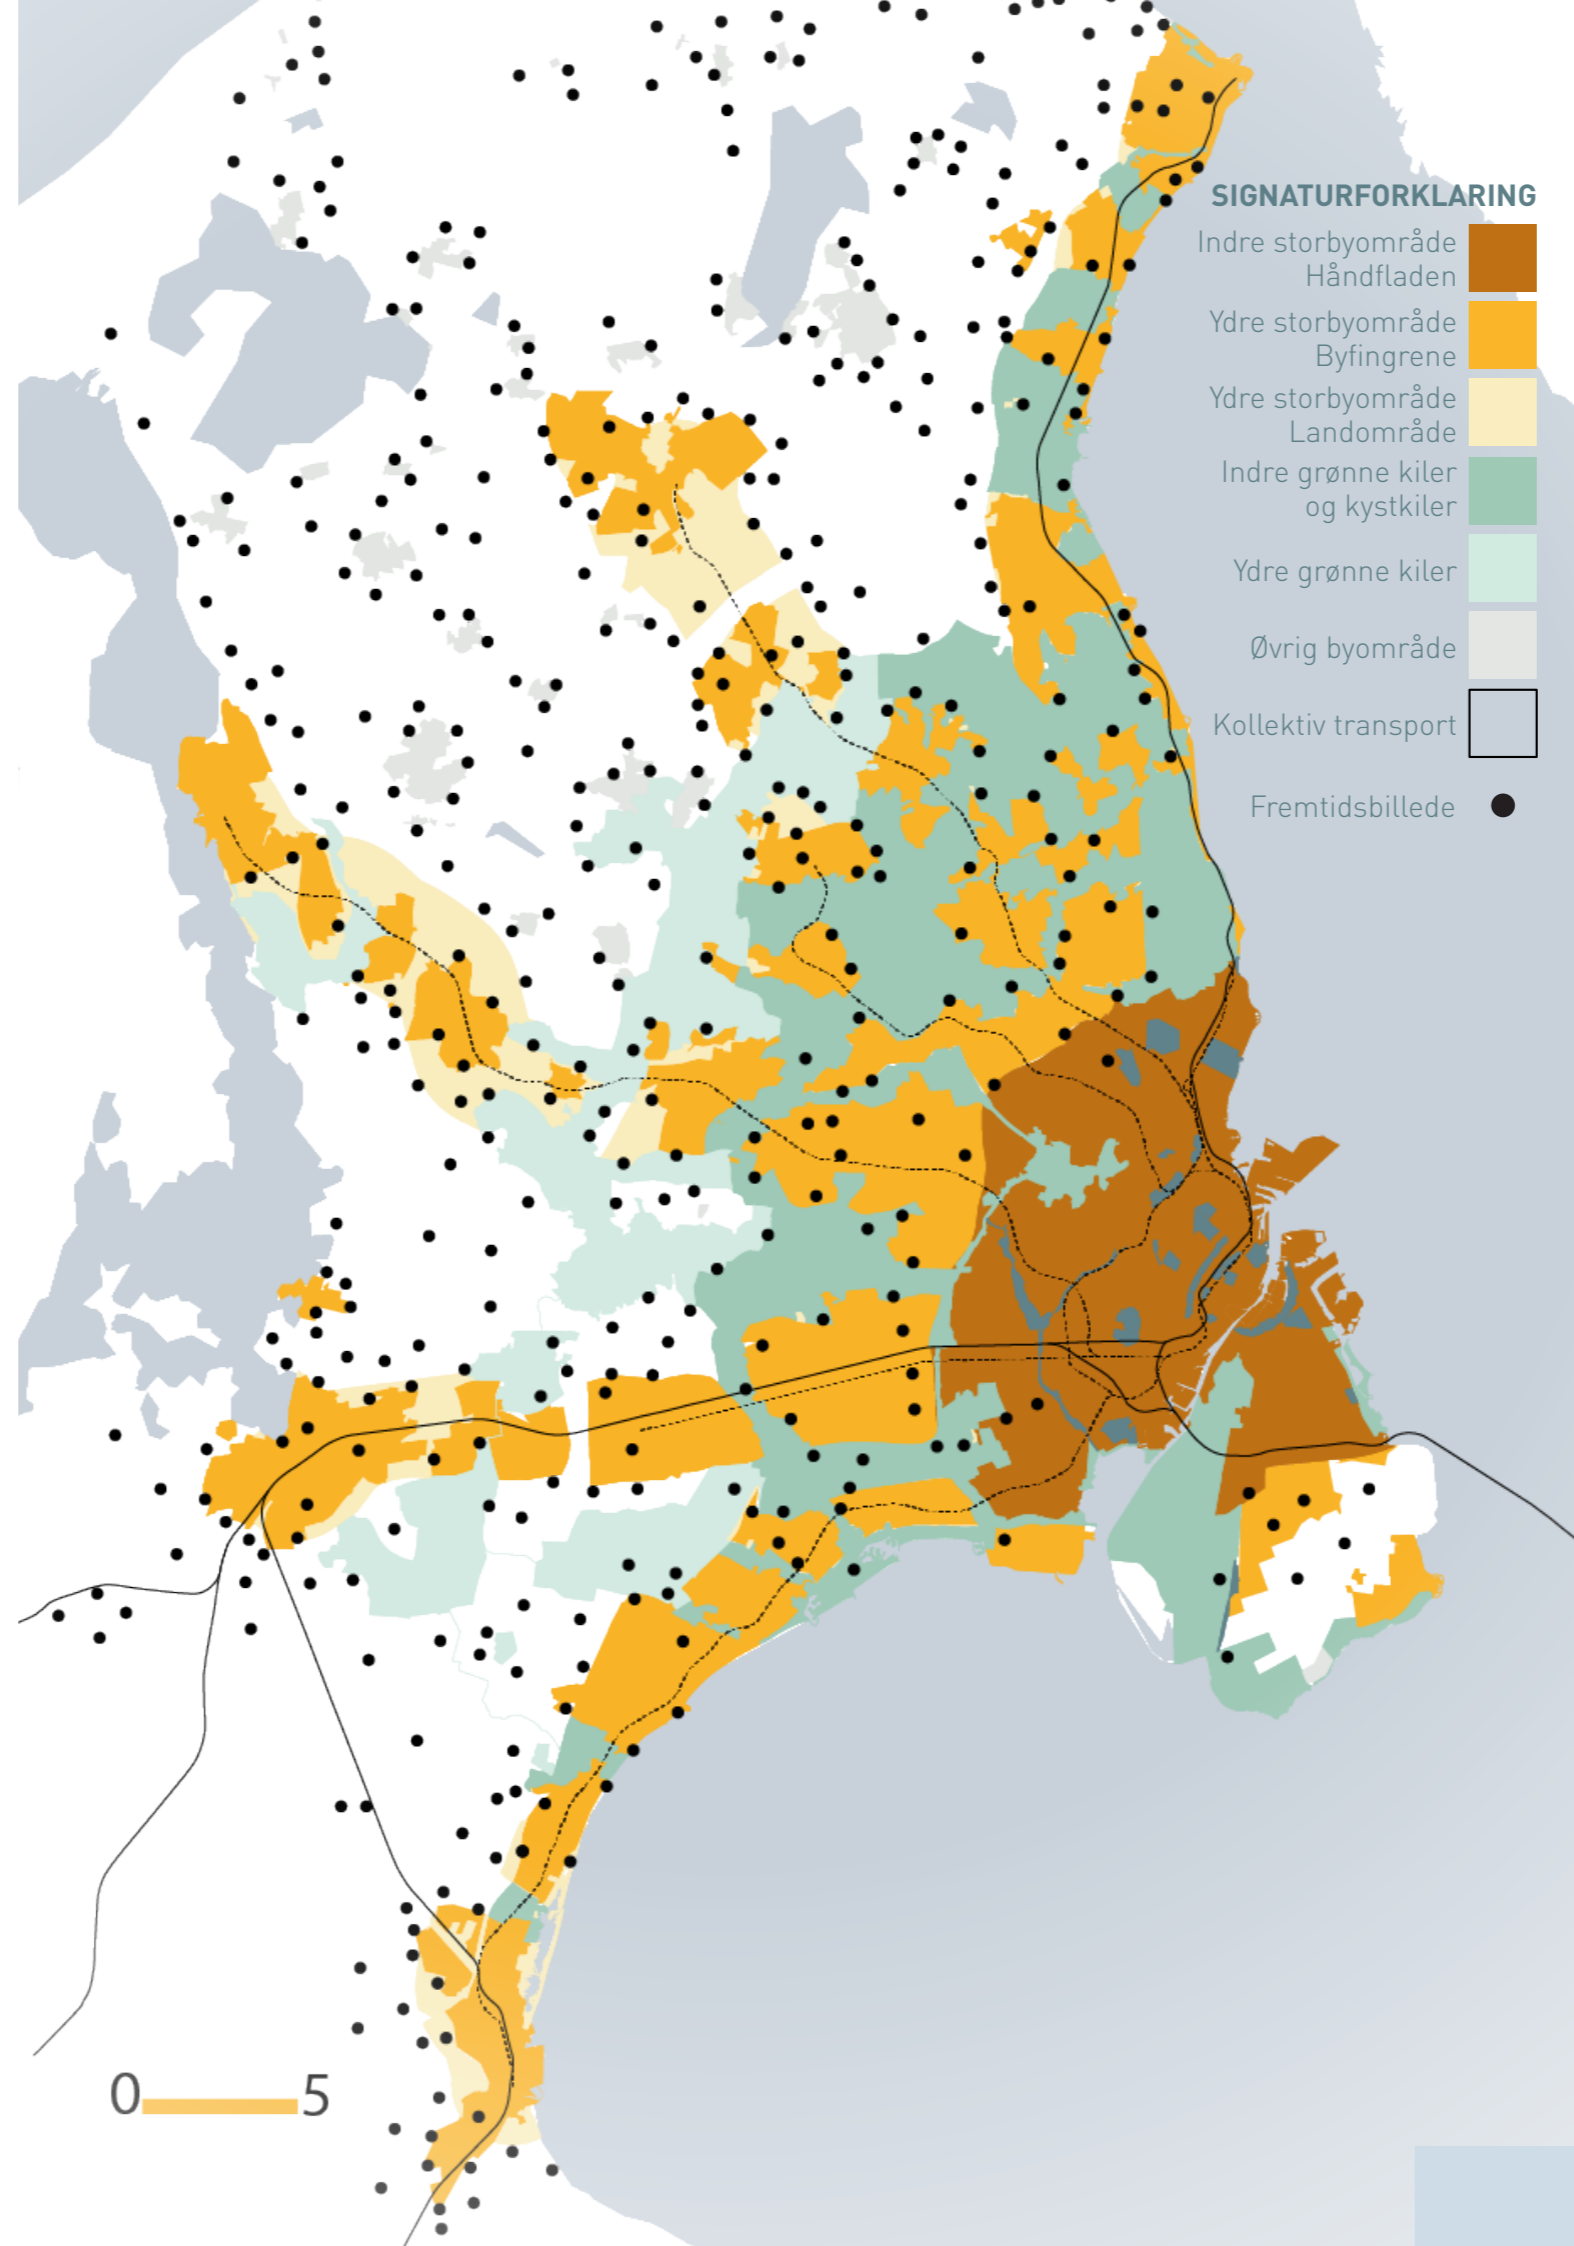 SIGNATURFORKLARING
Indre storbyområde
Håndfladen
Ydre storbyområde
Byfingrene
Ydre storbyområde
Landområde
Indre grønne kiler
og kystkiler
Ydre grønne kiler
Øvrig byområde
Kollektiv transport
Fremtidsbillede
0 5